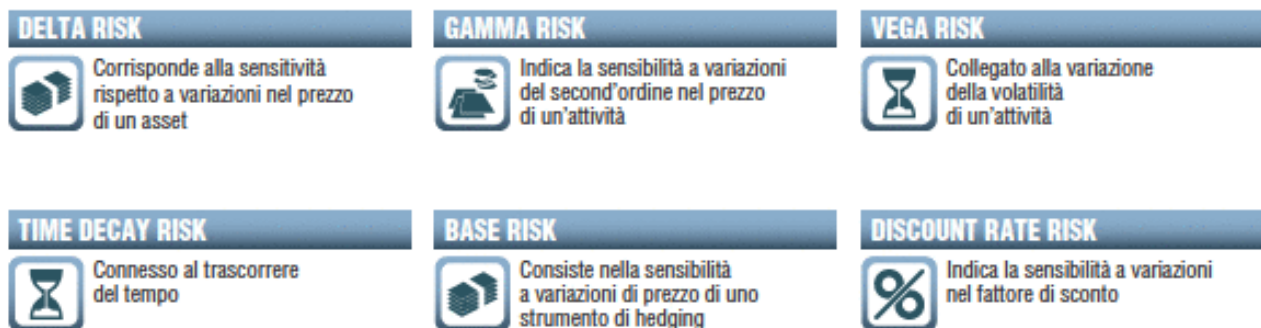 DELTA RISK
Corrisponde alla sensitività
rispetto a variazioni nel prezzo
di un asset
GAMMA RISK
Indica la sensibilità a variazioni
del second'ordine nel prezzo
di un'attività
VEGA RISK
Collegato alla variazione
della volatilità
di un'attività
TIME DECAY RISK
Connesso al trascorrere
del tempo
BASE RISK
Consiste nella sensibilità
a variazioni di prezzo di uno
strumento di hedging
DISCOUNT RATE RISK
%
Indica la sensibilità a variazioni
nel fattore di sconto